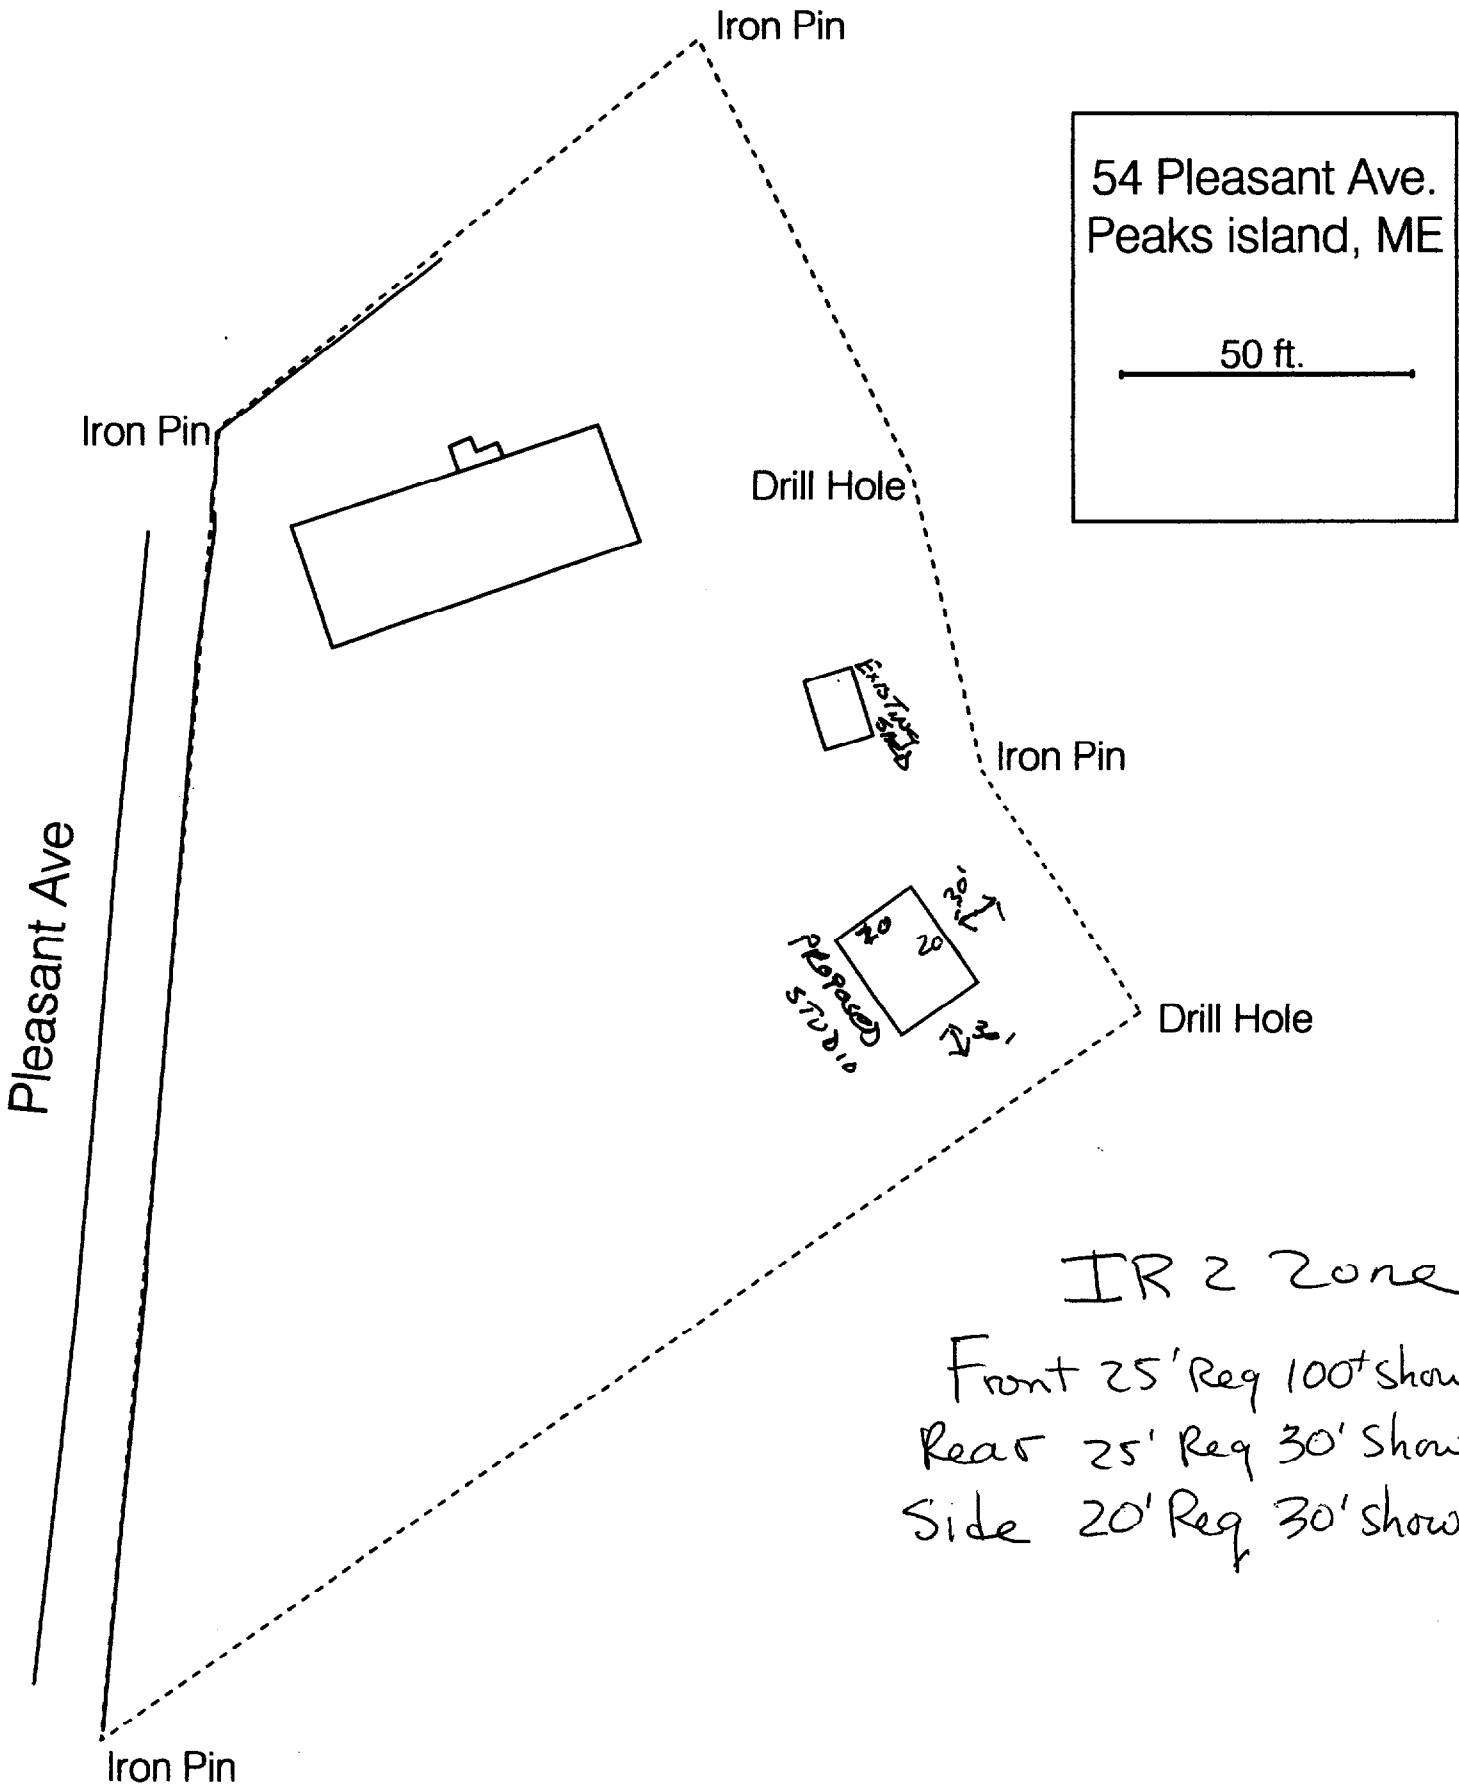 Iron Pin
54 Pleasant Ave.
Peaks island, ME
50 ft.
Iron Pin
Drill Hole
EXISTING
SHED
Iron Pin
Pleasant Ave
30'
20
20
PROPOSED
STUDIO
30'
Drill Hole
IR 2 Zone
Front 25' Req 100+ show
Rear 25' Req 30' show
Side 20' Req 30' show
Iron Pin